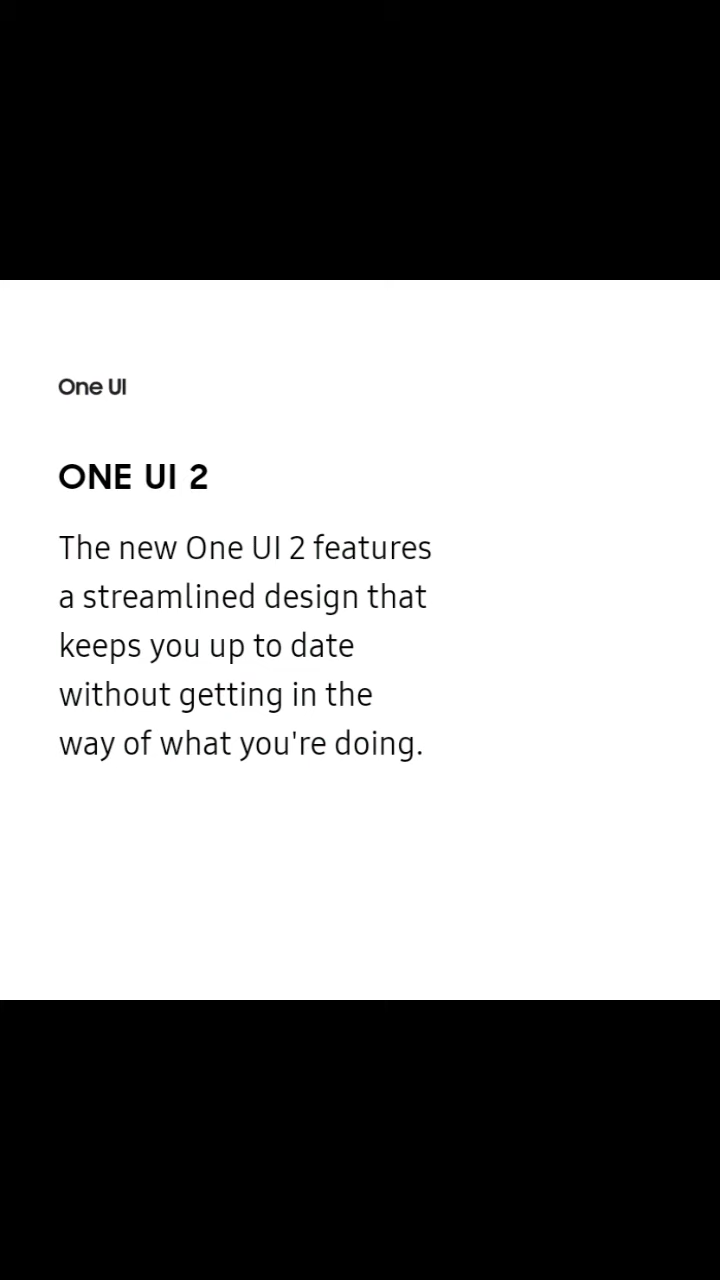 One UI
ONE UI 2
The new One UI 2 features
a streamlined design that
keeps you up to date
without getting in the
way of what you're doing.